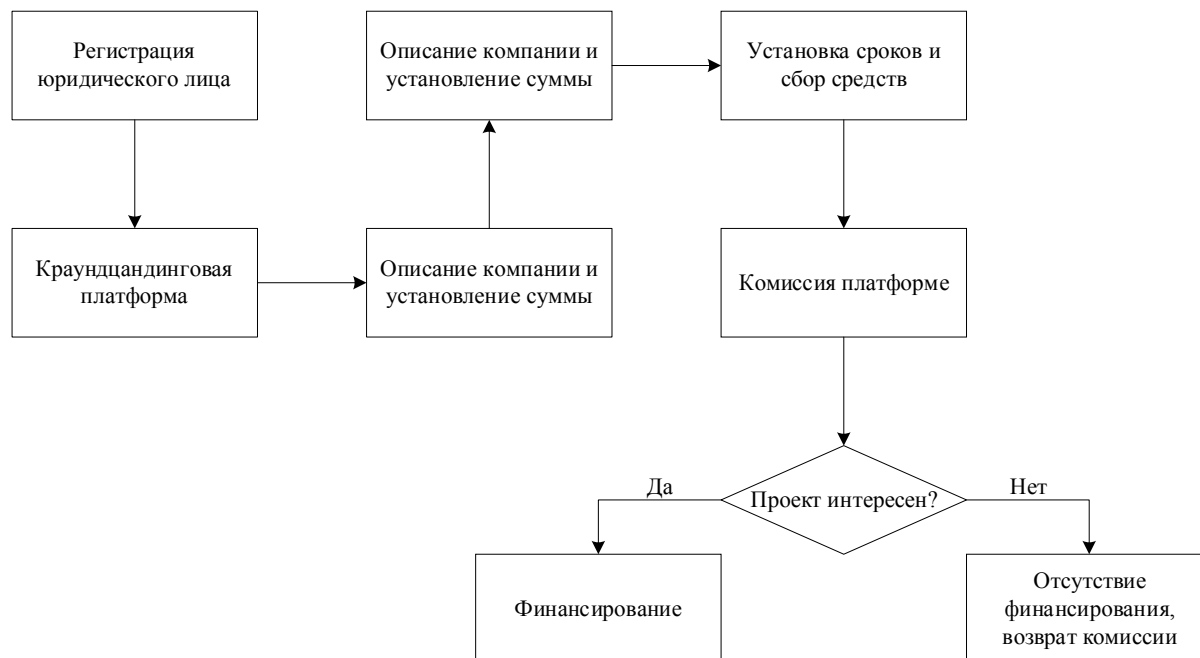 Регистрация
юридического лица
Краундцандинговая
платформа
Описание компании и
установление суммы
Описание компании и
установление суммы
Установка сроков и
сбор средств
Комиссия платформе
Проект интересен?
Да
Нет
Финансирование
Отсутствие
финансирования,
возврат комиссии